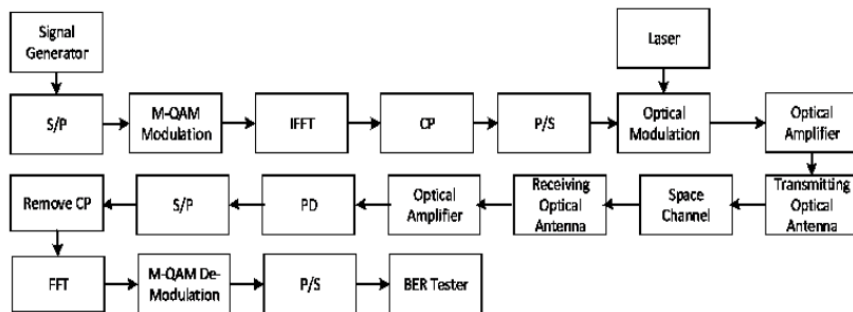 Signal
Generator
Laser
S/P
M-QAM
Modulation
IFFT
CP
P/S
Optical
Modulation
Optical
Amplifier
Remove CP
S/P
PD
Optical
Amplifier
Receiving
Optical
Antenna
Space
Channel
Transmitting
Optical
Antenna
FFT
M-QAM De-
Modulation
P/S
BER Tester